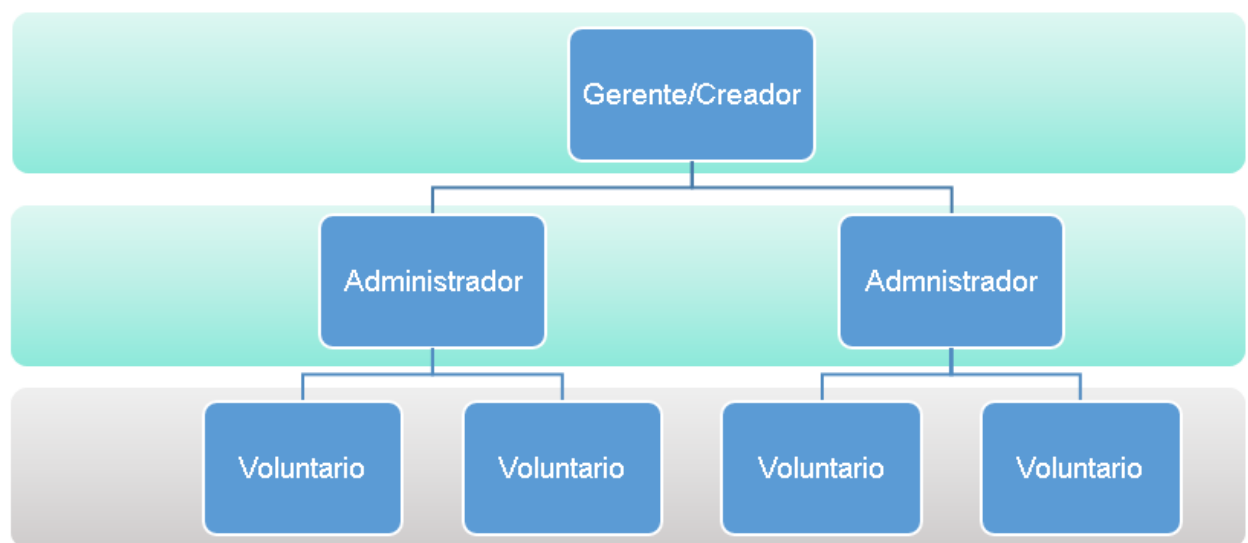 Gerente/Creador
Administrador
Admnistrador
Voluntario
Voluntario
Voluntario
Voluntario